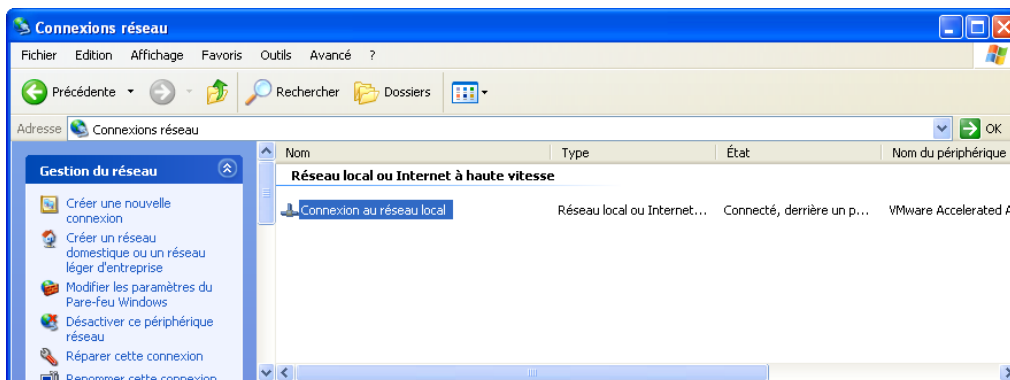 Connexions réseau
Fichier Edition Affichage Favoris Outils Avancé ?
Précédente Rechercher Dossiers
Adresse Connexions réseau OK
Gestion du réseau
Créer une nouvelle
connexion
Créer un réseau
domestique ou un réseau
léger d'entreprise
Modifier les paramètres du
Pare-feu Windows
Désactiver ce périphérique
réseau
Réparer cette connexion
Renommer cette connexion
Nom Type État Nom du périphérique
Réseau local ou Internet à haute vitesse
Connexion au réseau local Réseau local ou Internet... Connecté, derrière un p... VMware Accelerated A